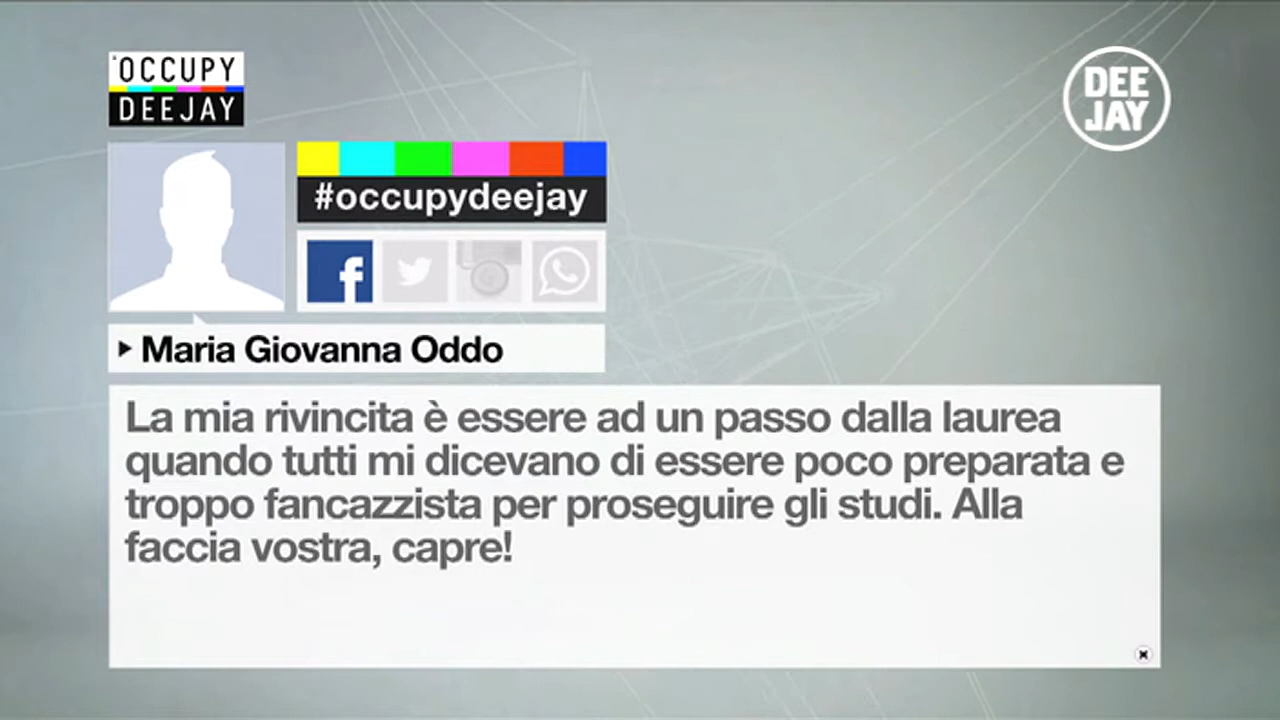 OCCUPY
DEEJAY
DEE
JAY
#occupydeejay
f
Maria Giovanna Oddo
La mia rivincita è essere ad un passo dalla laurea
quando tutti mi dicevano di essere poco preparata e
troppo fancazzista per proseguire gli studi. Alla
faccia vostra, capre!